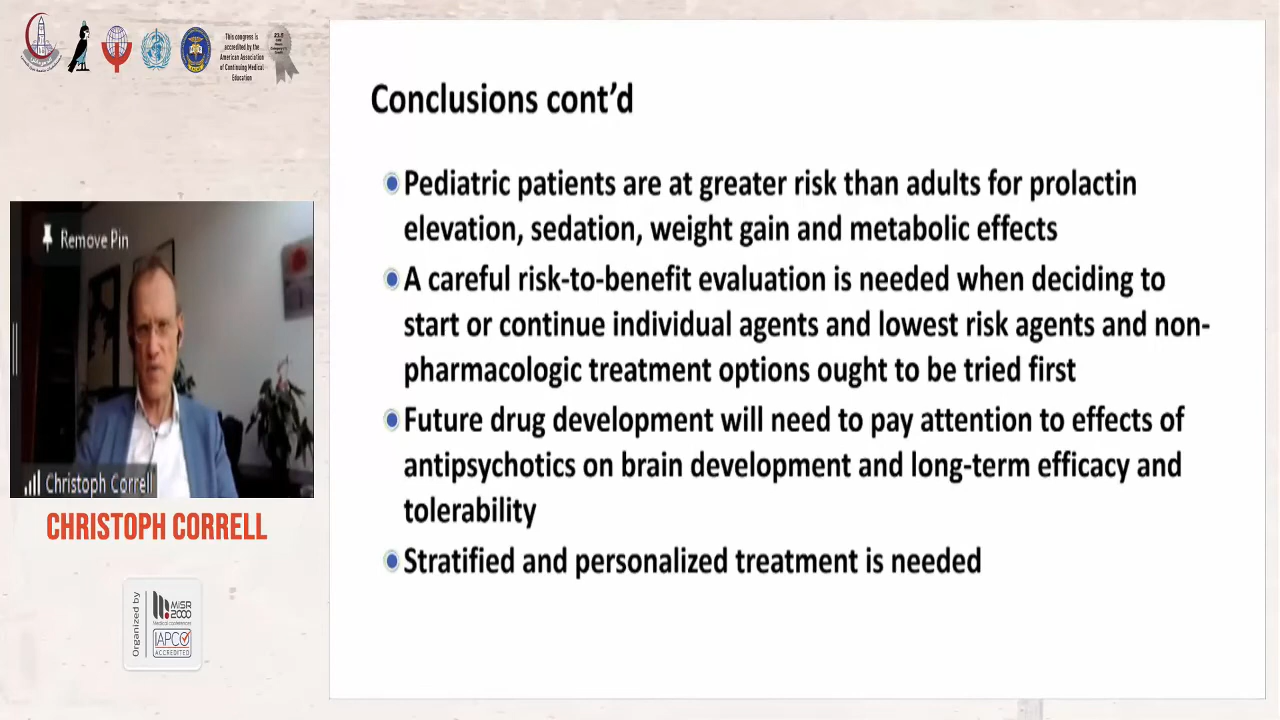 This congress is
accredited by the
American Association
of Continuing Medical
Education
Conclusions cont’d
Pediatric patients are at greater risk than adults for prolactin
elevation, sedation, weight gain and metabolic effects
A careful risk-to-benefit evaluation is needed when deciding to
start or continue individual agents and lowest risk agents and non-
pharmacologic treatment options ought to be tried first
Future drug development will need to pay attention to effects of
antipsychotics on brain development and long-term efficacy and
tolerability
Stratified and personalized treatment is needed
Remove Pin
Christoph Correll
CHRISTOPH CORRELL
Organized by
MISR
2000
Medical conferences
IAPCO
ACCREDITED